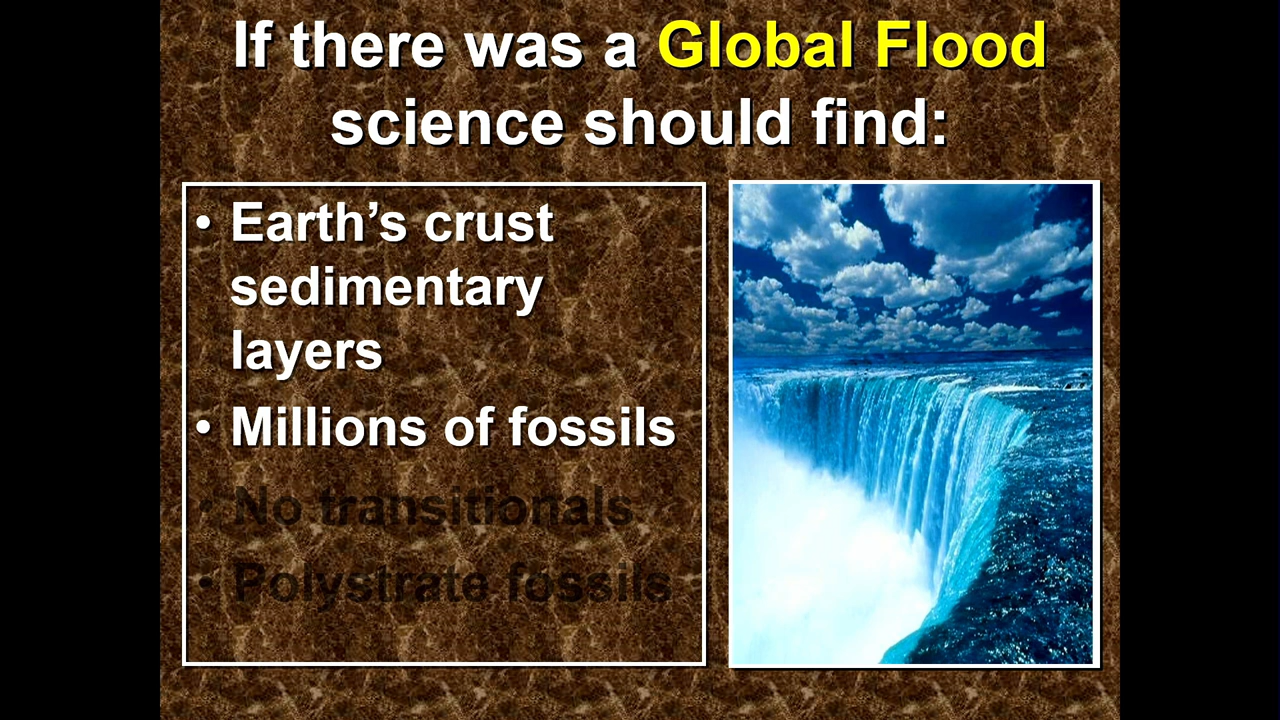 If there was a Global Flood
science should find:
• Earth’s crust
sedimentary
layers
• Millions of fossils
• No transitionals
• Polystrate fossils